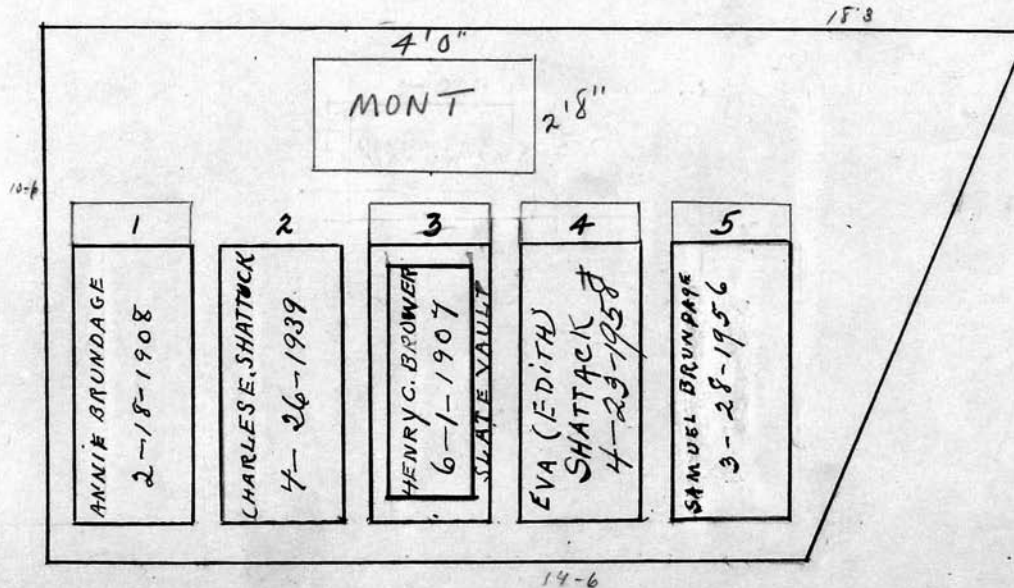 18'3
4'0"
MONT
2'8"
10-6
1
ANNIE BRUNDAGE
2-18-1908
2
CHARLES E. SHATTUCK
4-26-1939
3
HENRY C. BROWER
6-1-1907
SLATE VAULT
4
EVA (EDITH)
SHATTACK
4-23-1958
5
SAMUEL BRUNDAGE
3-28-1956
14-6